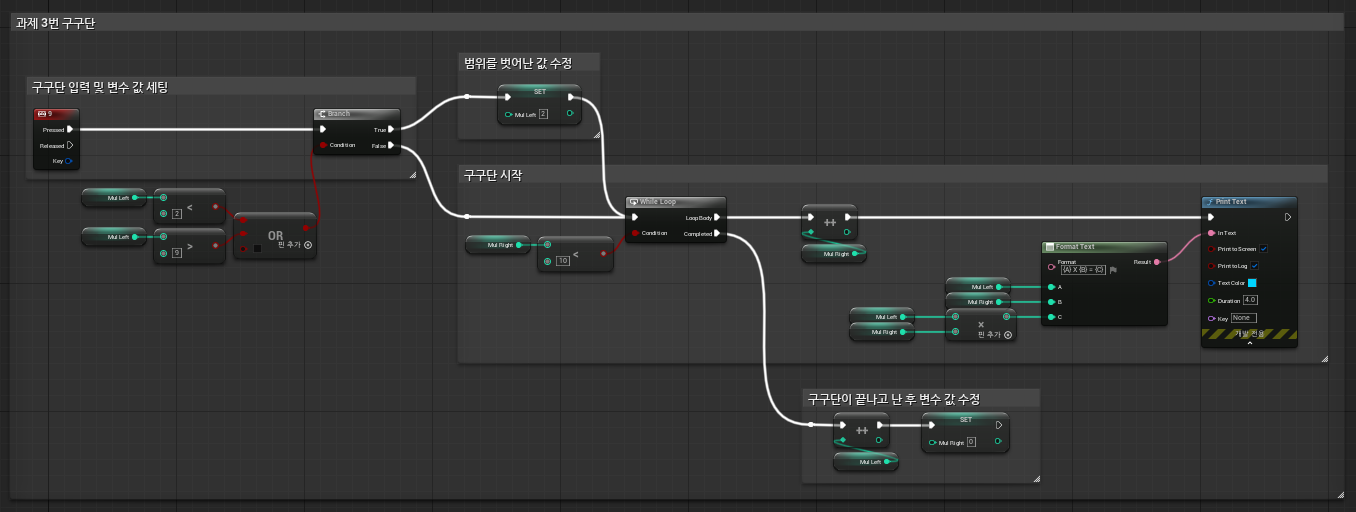 과제 3번 구구단
구구단 입력 및 변수 값 세팅
9
Pressed
Released
Key
Branch
Condition
True
False
Mul Left
<
2
Mul Left
>
9
OR
핀 추가
범위를 벗어난 값 수정
SET
Mul Left 2
구구단 시작
While Loop
Loop Body
Condition
Completed
Mul Right
<
10
++
Mul Right
Mul Left
Mul Right
Mul Left
Mul Right
×
핀 추가
Format Text
Format
{A} X {B} = {C}
Result
A
B
C
Print Text
In Text
Print to Screen
Print to Log
Text Color
Duration 4.0
Key None
개발 전용
구구단이 끝나고 난 후 변수 값 수정
++
Mul Left
SET
Mul Right 0